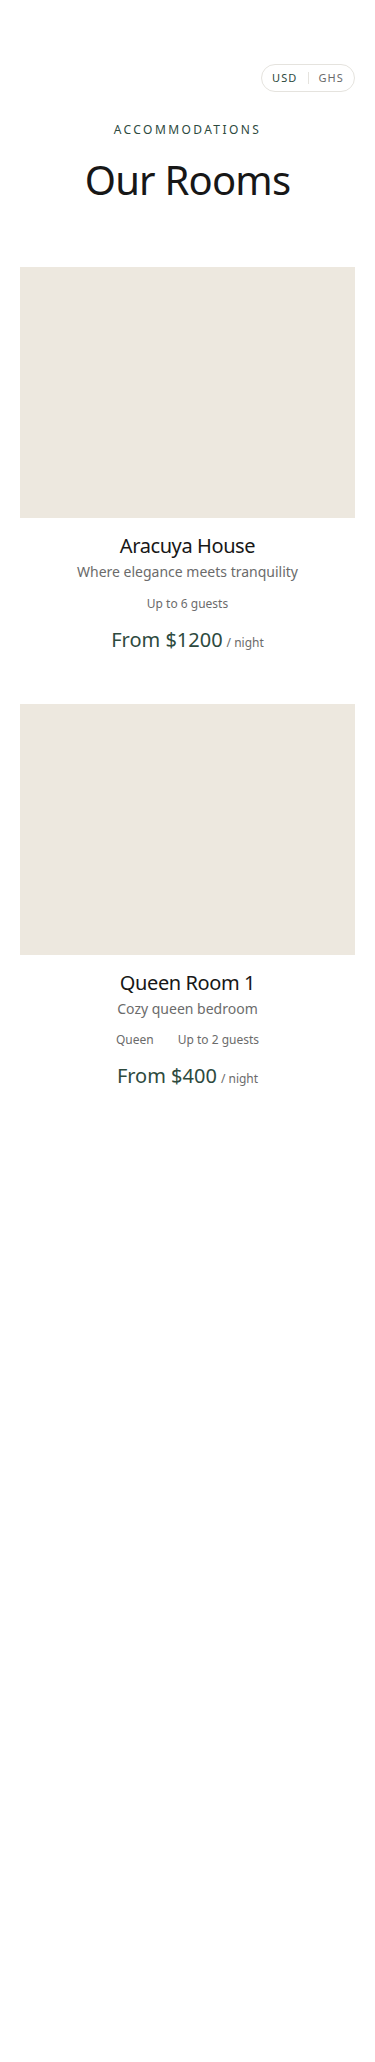 USD | GHS
ACCOMMODATIONS
Our Rooms
Aracuya House
Where elegance meets tranquility
Up to 6 guests
From $1200 / night
Queen Room 1
Cozy queen bedroom
Queen Up to 2 guests
From $400 / night